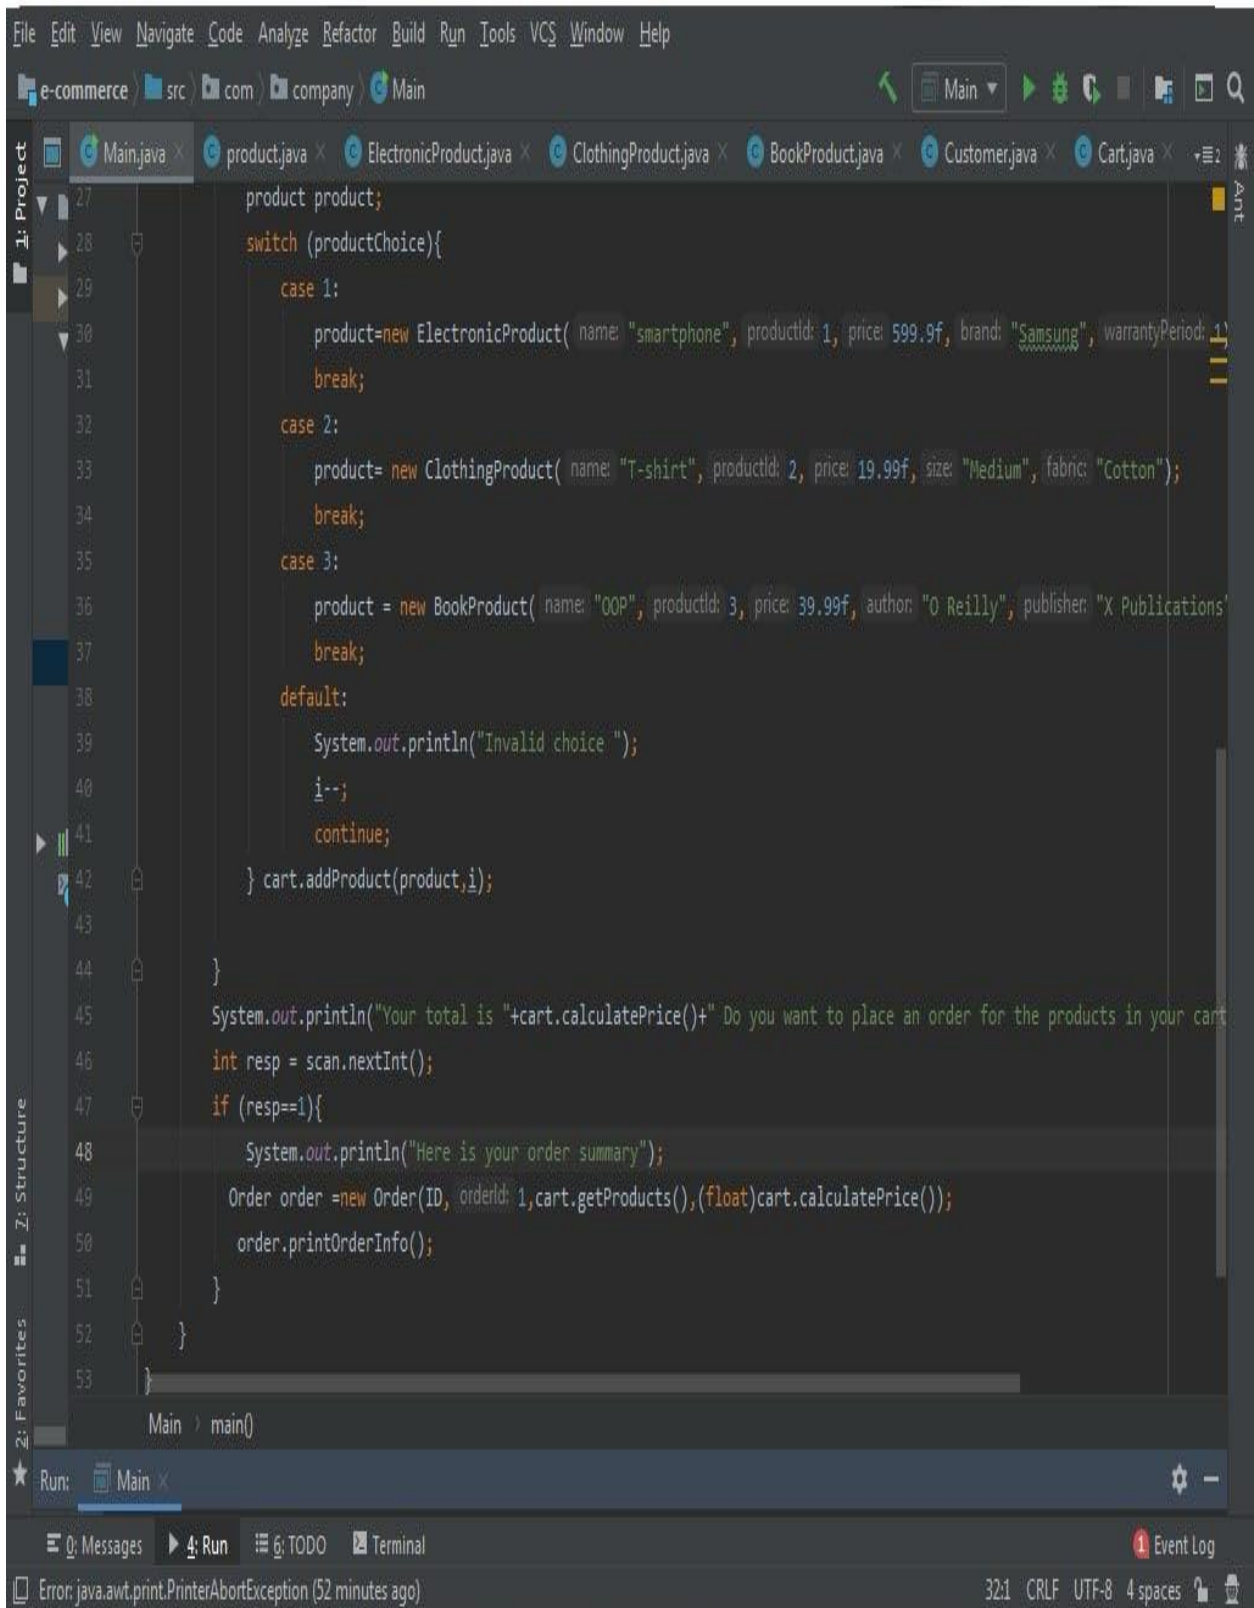 File Edit View Navigate Code Analyze Refactor Build Run Tools VCS Window Help
e-commerce src com company Main Main
Main.java product.java ElectronicProduct.java ClothingProduct.java BookProduct.java Customer.java Cart.java 2
1: Project
Ant
27 product product;
28 switch (productChoice){
29 case 1:
30 product=new ElectronicProduct( name: "smartphone", productId: 1, price: 599.9f, brand: "Samsung", warrantyPeriod: 1)
31 break;
32 case 2:
33 product= new ClothingProduct( name: "T-shirt", productId: 2, price: 19.99f, size: "Medium", fabric: "Cotton");
34 break;
35 case 3:
36 product = new BookProduct( name: "OOP", productId: 3, price: 39.99f, author: "O Reilly", publisher: "X Publications"
37 break;
38 default:
39 System.out.println("Invalid choice ");
40 i--;
41 continue;
42 } cart.addProduct(product,i);
43
44 }
45 System.out.println("Your total is "+cart.calculatePrice()+" Do you want to place an order for the products in your cart
46 int resp = scan.nextInt();
47 if (resp==1){
48 System.out.println("Here is your order summary");
49 Order order =new Order(ID, orderId: 1,cart.getProducts(),(float)cart.calculatePrice());
50 order.printOrderInfo();
51 }
52 }
53 }
7: Structure
2: Favorites
Main main()
Run: Main
0: Messages 4: Run 6: TODO Terminal 1 Event Log
Error: java.awt.print.PrinterAbortException (52 minutes ago) 32:1 CRLF UTF-8 4 spaces